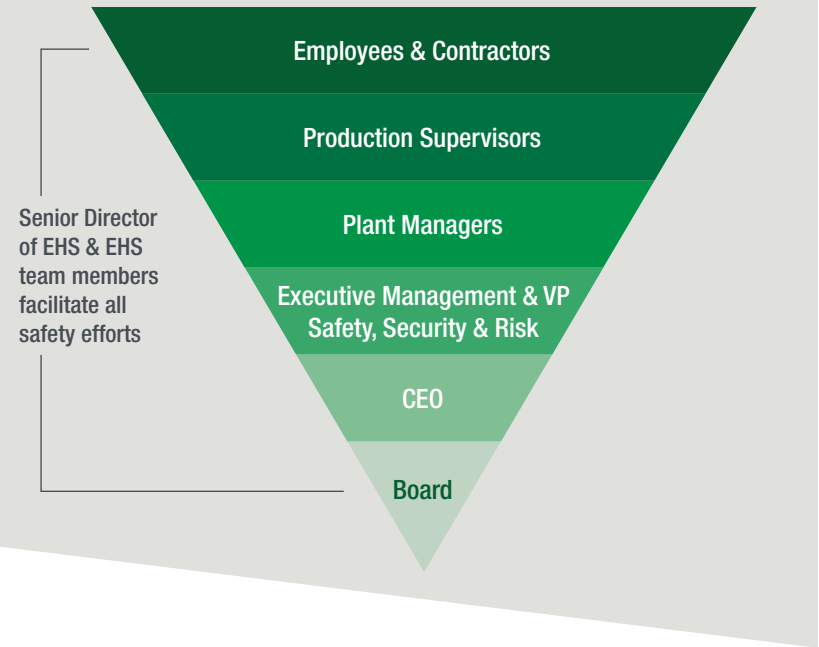 Employees & Contractors
Production Supervisors
Plant Managers
Executive Management & VP
Safety, Security & Risk
CEO
Board
Senior Director
of EHS & EHS
team members
facilitate all
safety efforts